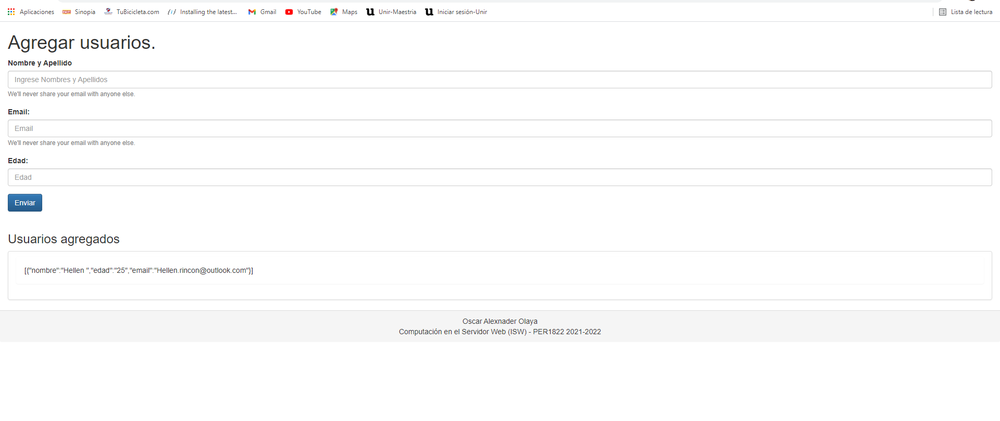 Aplicaciones Sinopia TuBicicleta.com Installing the latest... Gmail YouTube Maps Unir-Maestria Iniciar sesión-Unir Lista de lectura
Agregar usuarios.
Nombre y Apellido
Ingrese Nombres y Apellidos
We'll never share your email with anyone else.
Email:
Email
We'll never share your email with anyone else.
Edad:
Edad
Enviar
Usuarios agregados
[{"nombre":"Hellen ","edad":"25","email":"Hellen.rincon@outlook.com"}]
Oscar Alexnader Olaya
Computación en el Servidor Web (ISW) - PER1822 2021-2022